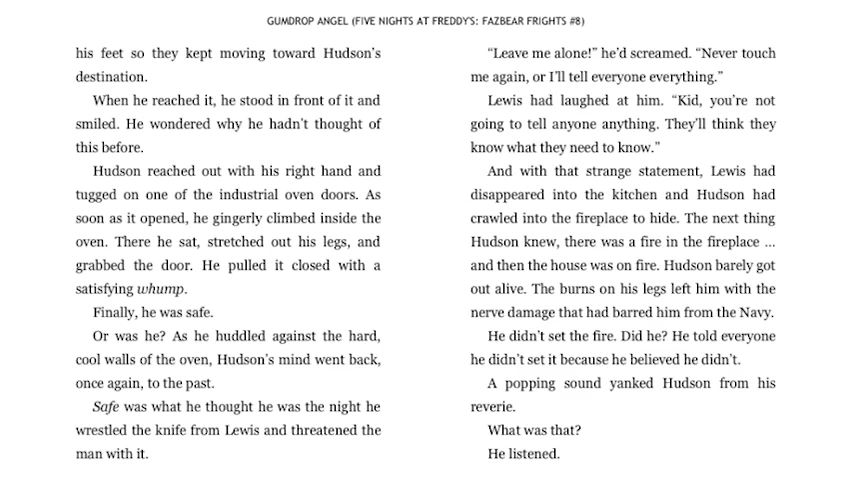 GUMDROP ANGEL (FIVE NIGHTS AT FREDDY'S: FAZBEAR FRIGHTS #8)
his feet so they kept moving toward Hudson's
destination.
When he reached it, he stood in front of it and
smiled. He wondered why he hadn't thought of
this before.
Hudson reached out with his right hand and
tugged on one of the industrial oven doors. As
soon as it opened, he gingerly climbed inside the
oven. There he sat, stretched out his legs, and
grabbed the door. He pulled it closed with a
satisfying whump.
Finally, he was safe.
Or was he? As he huddled against the hard,
cool walls of the oven, Hudson's mind went back,
once again, to the past.
Safe was what he thought he was the night he
wrestled the knife from Lewis and threatened the
man with it.
“Leave me alone!” he’d screamed. “Never touch
me again, or I’ll tell everyone everything.”
Lewis had laughed at him. “Kid, you’re not
going to tell anyone anything. They’ll think they
know what they need to know.”
And with that strange statement, Lewis had
disappeared into the kitchen and Hudson had
crawled into the fireplace to hide. The next thing
Hudson knew, there was a fire in the fireplace ...
and then the house was on fire. Hudson barely got
out alive. The burns on his legs left him with the
nerve damage that had barred him from the Navy.
He didn’t set the fire. Did he? He told everyone
he didn’t set it because he believed he didn’t.
A popping sound yanked Hudson from his
reverie.
What was that?
He listened.